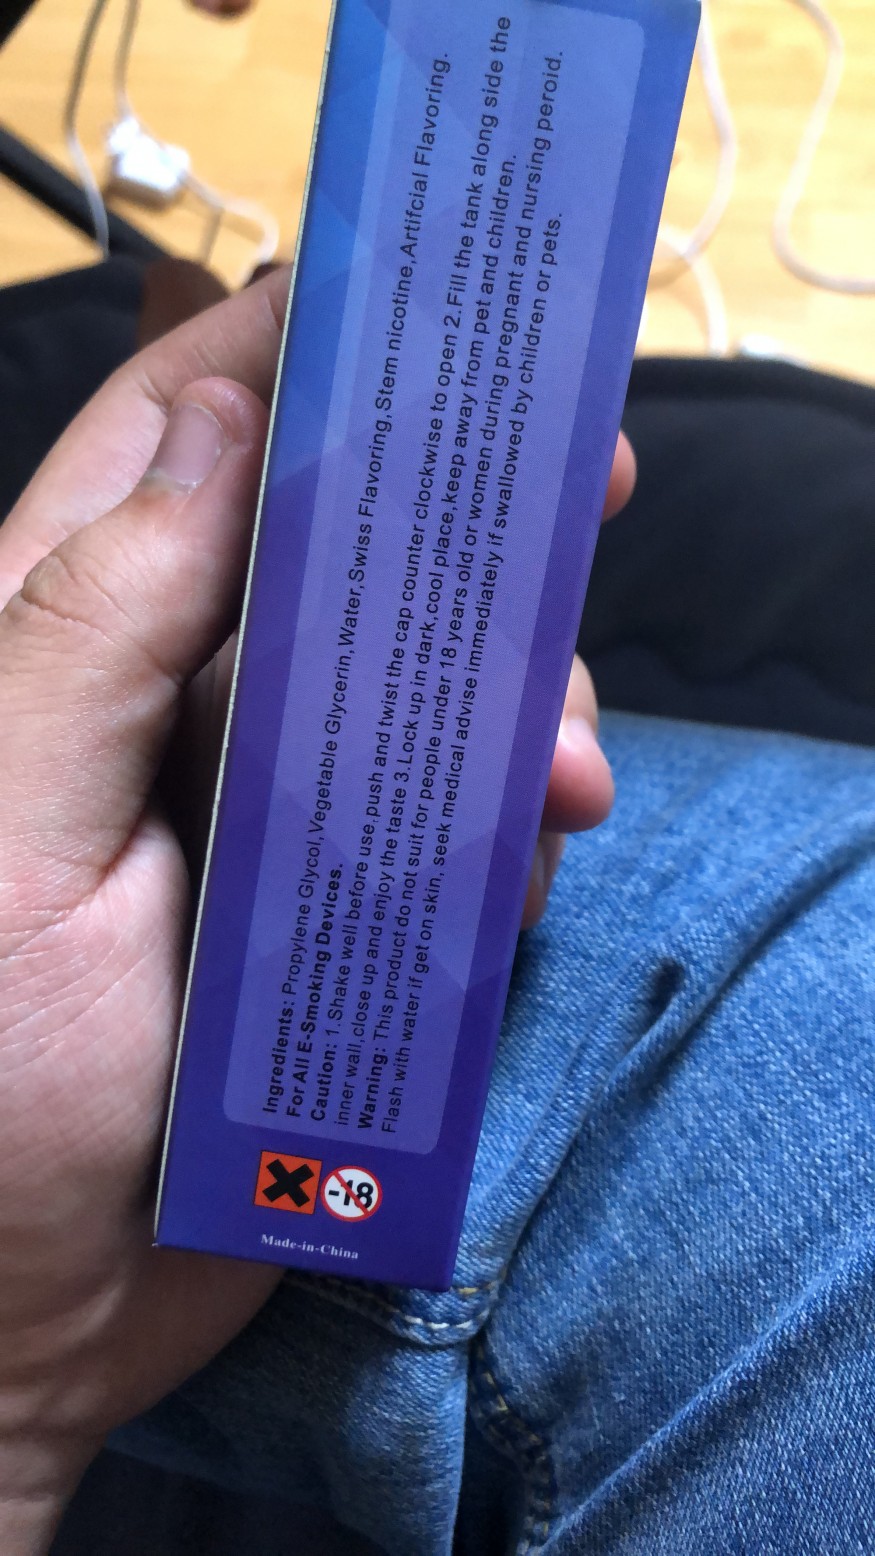 Ingredients: Propylene Glycol,Vegetable Glycerin,Water,Swiss Flavoring,Stem nicotine,Artifcial Flavoring.
For All E-Smoking Devices.
Caution: 1.Shake well before use,push and twist the cap counter clockwise to open 2.Fill the tank along side the
inner wall,close up and enjoy the taste 3.Lock up in dark,cool place,keep away from pet and children.
Warning: This product do not suit for people under 18 years old or women during pregnant and nursing peroid.
Flash with water if get on skin, seek medical advise immediately if swallowed by children or pets.
-18
Made-in-China